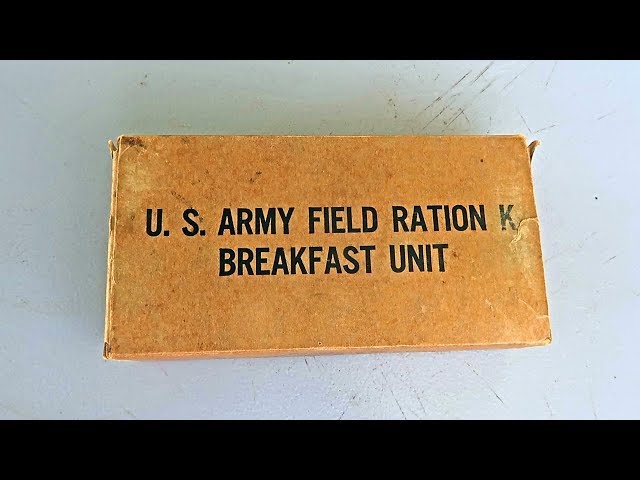 U. S. ARMY FIELD RATION K
BREAKFAST UNIT